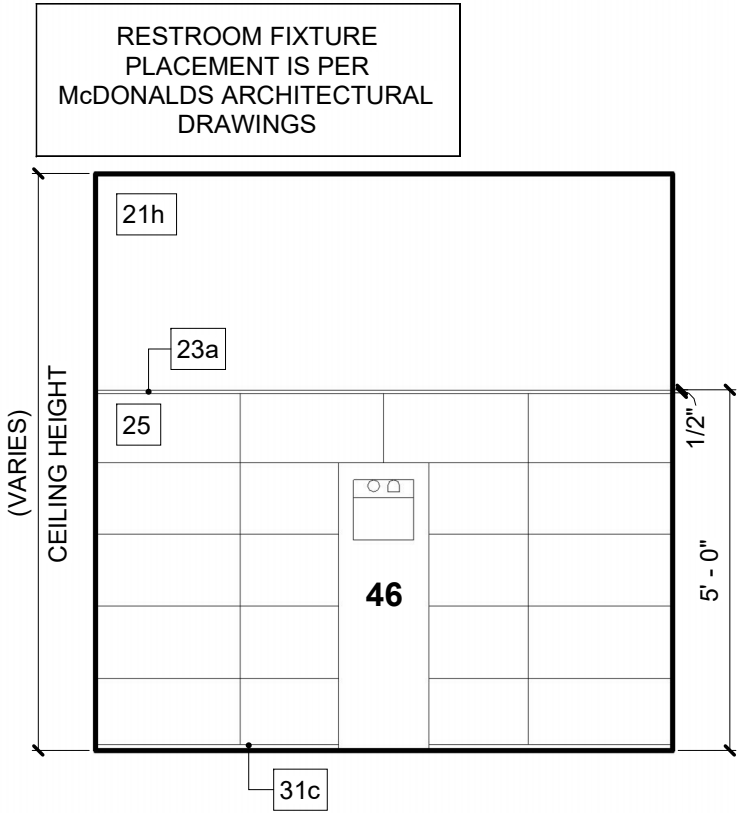 RESTROOM FIXTURE
PLACEMENT IS PER
McDONALDS ARCHITECTURAL
DRAWINGS
21h
23a
25
(VARIES)
CEILING HEIGHT
1/2"
5' - 0"
46
31c